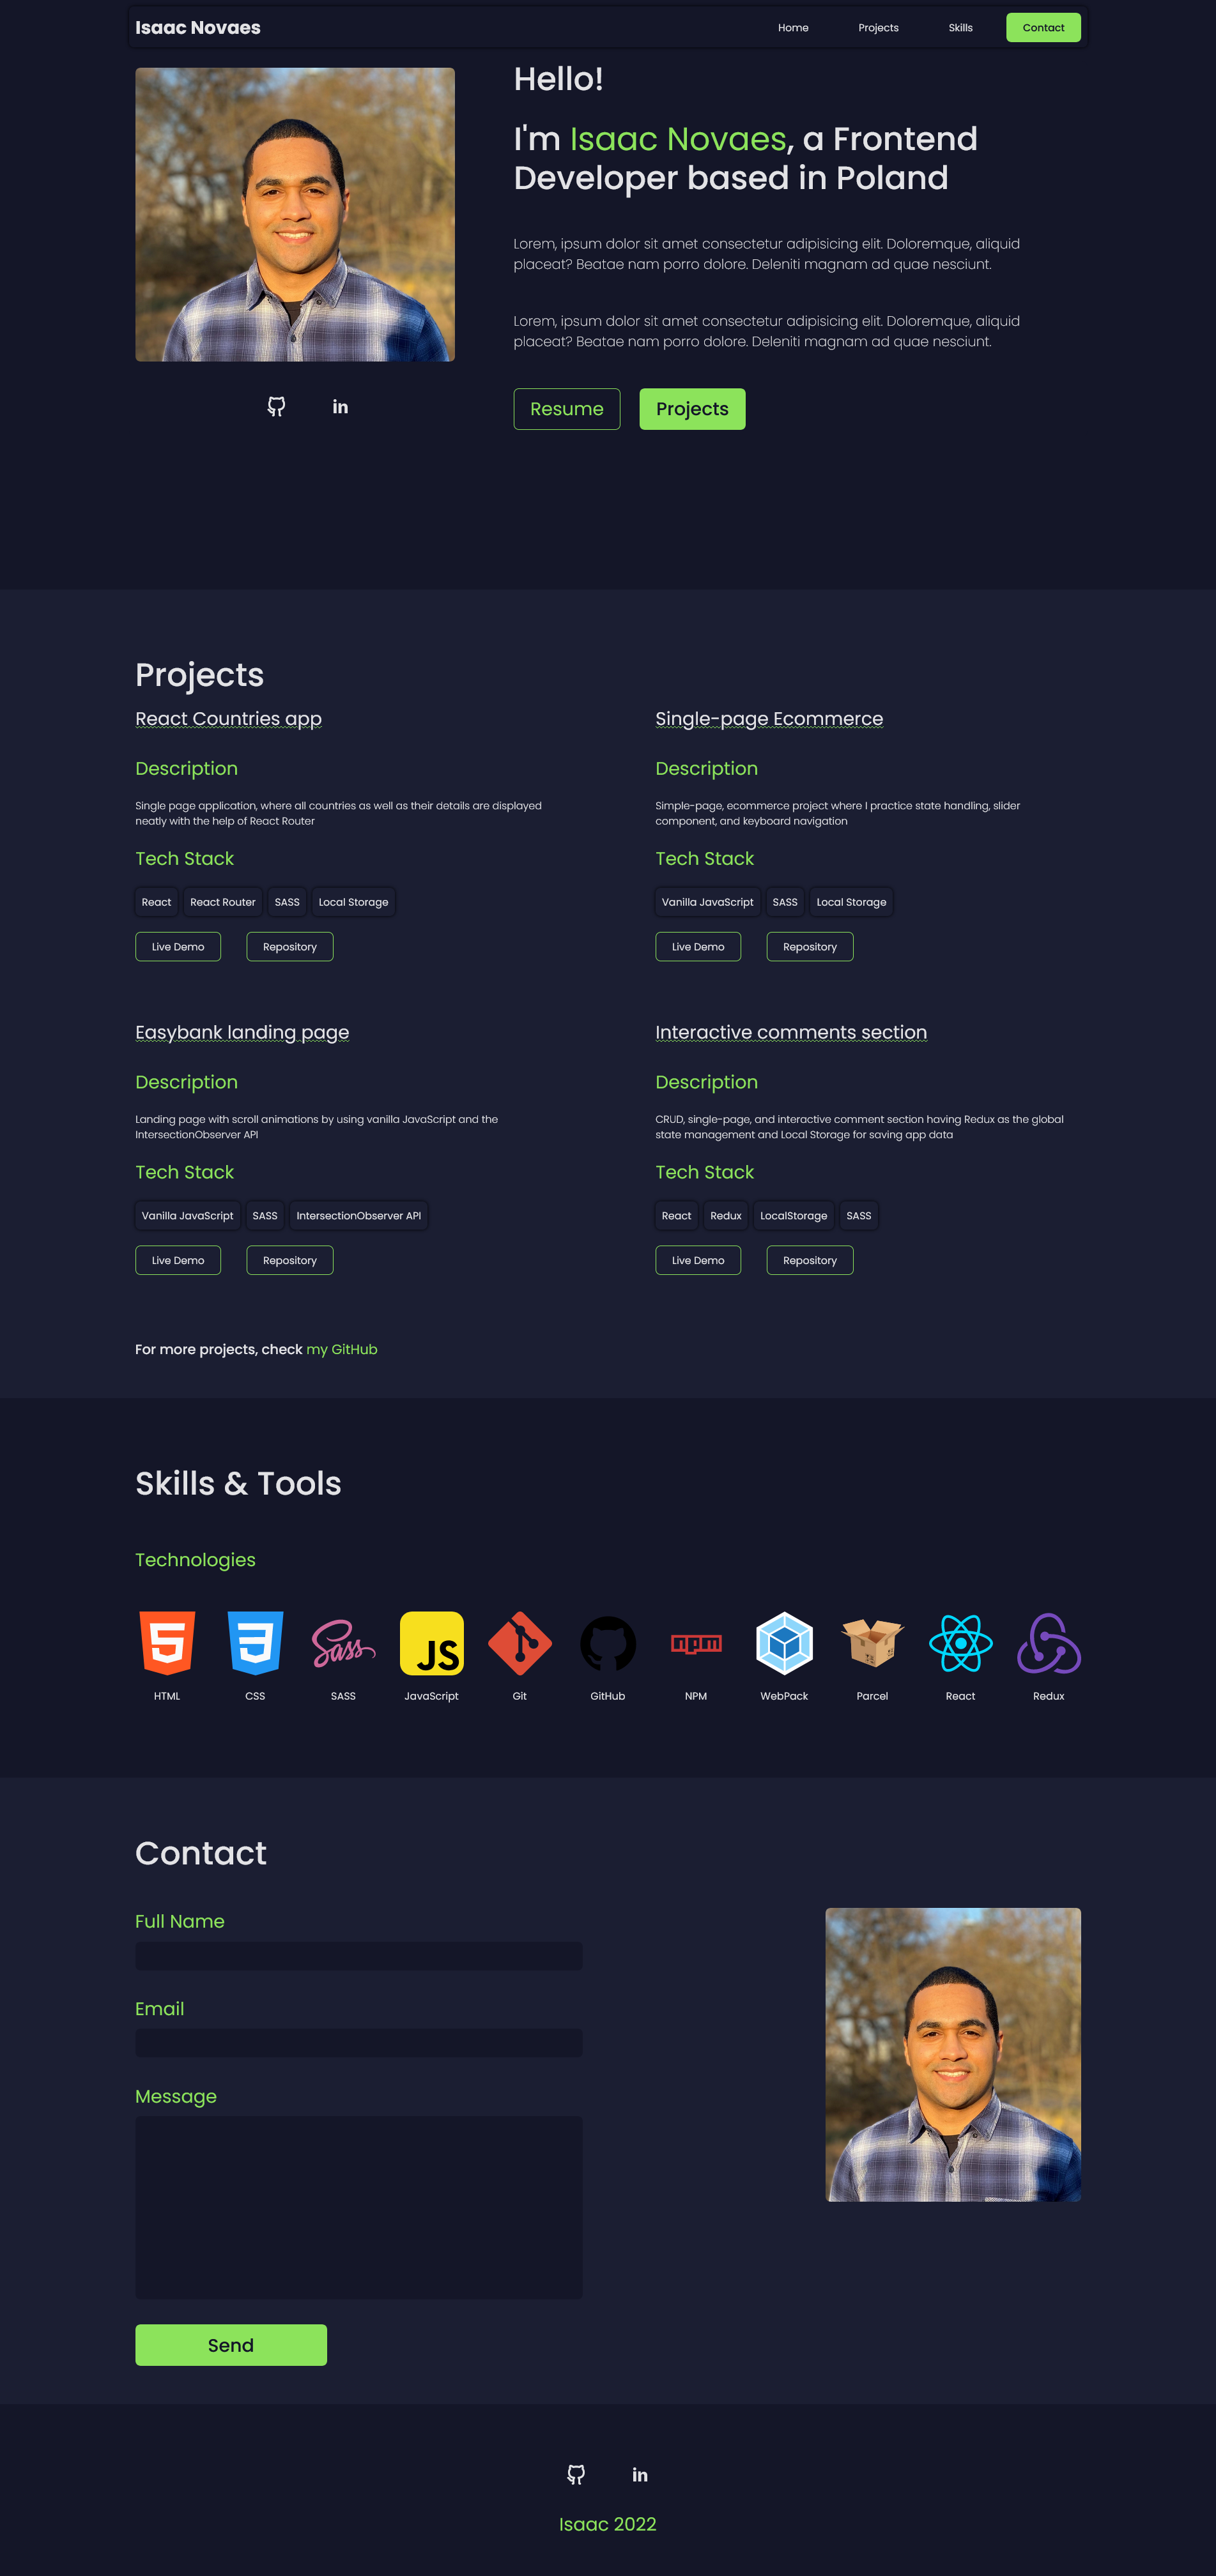 Isaac Novaes
Home
Projects
Skills
Contact
Hello!
I'm Isaac Novaes, a Frontend
Developer based in Poland
Lorem, ipsum dolor sit amet consectetur adipisicing elit. Doloremque, aliquid
placeat? Beatae nam porro dolore. Deleniti magnam ad quae nesciunt.
Lorem, ipsum dolor sit amet consectetur adipisicing elit. Doloremque, aliquid
placeat? Beatae nam porro dolore. Deleniti magnam ad quae nesciunt.
in
Resume
Projects
Projects
React Countries app
Description
Single page application, where all countries as well as their details are displayed
neatly with the help of React Router
Tech Stack
React
React Router
SASS
Local Storage
Live Demo
Repository
Single-page Ecommerce
Description
Simple-page, ecommerce project where I practice state handling, slider
component, and keyboard navigation
Tech Stack
Vanilla JavaScript
SASS
Local Storage
Live Demo
Repository
Easybank landing page
Description
Landing page with scroll animations by using vanilla JavaScript and the
IntersectionObserver API
Tech Stack
Vanilla JavaScript
SASS
IntersectionObserver API
Live Demo
Repository
Interactive comments section
Description
CRUD, single-page, and interactive comment section having Redux as the global
state management and Local Storage for saving app data
Tech Stack
React
Redux
LocalStorage
SASS
Live Demo
Repository
For more projects, check my GitHub
Skills & Tools
Technologies
5
3
Sass
JS
npm
HTML
CSS
SASS
JavaScript
Git
GitHub
NPM
WebPack
Parcel
React
Redux
Contact
Full Name
Email
Message
Send
in
Isaac 2022